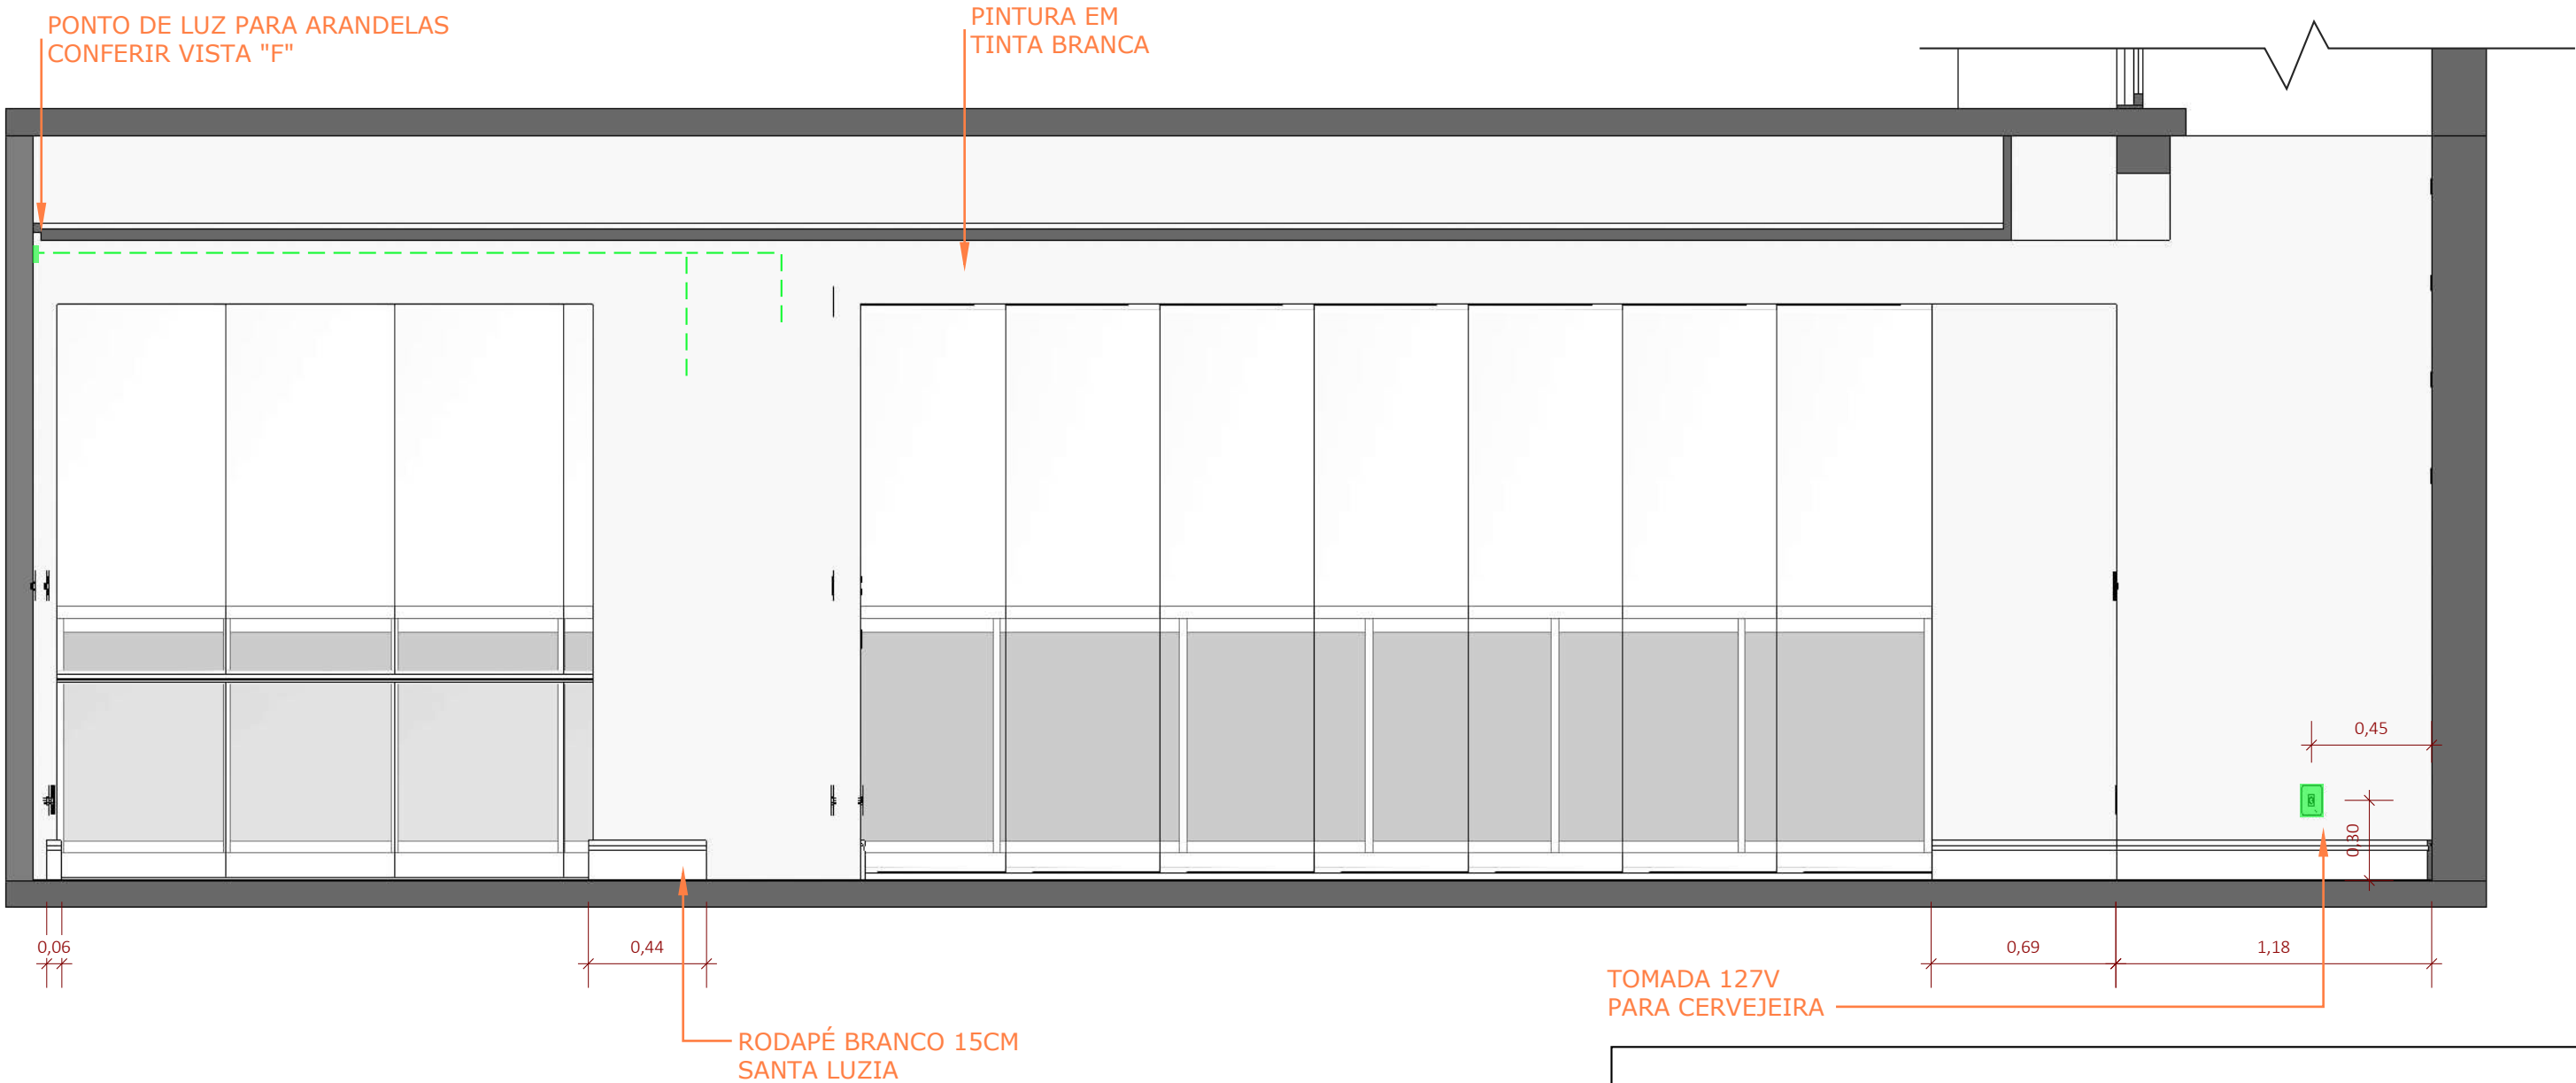 PONTO DE LUZ PARA ARANDELAS
CONFERIR VISTA "F"
PINTURA EM
TINTA BRANCA
0,45
0,30
0,06
0,44
0,69
1,18
TOMADA 127V
PARA CERVEJEIRA
RODAPÉ BRANCO 15CM
SANTA LUZIA